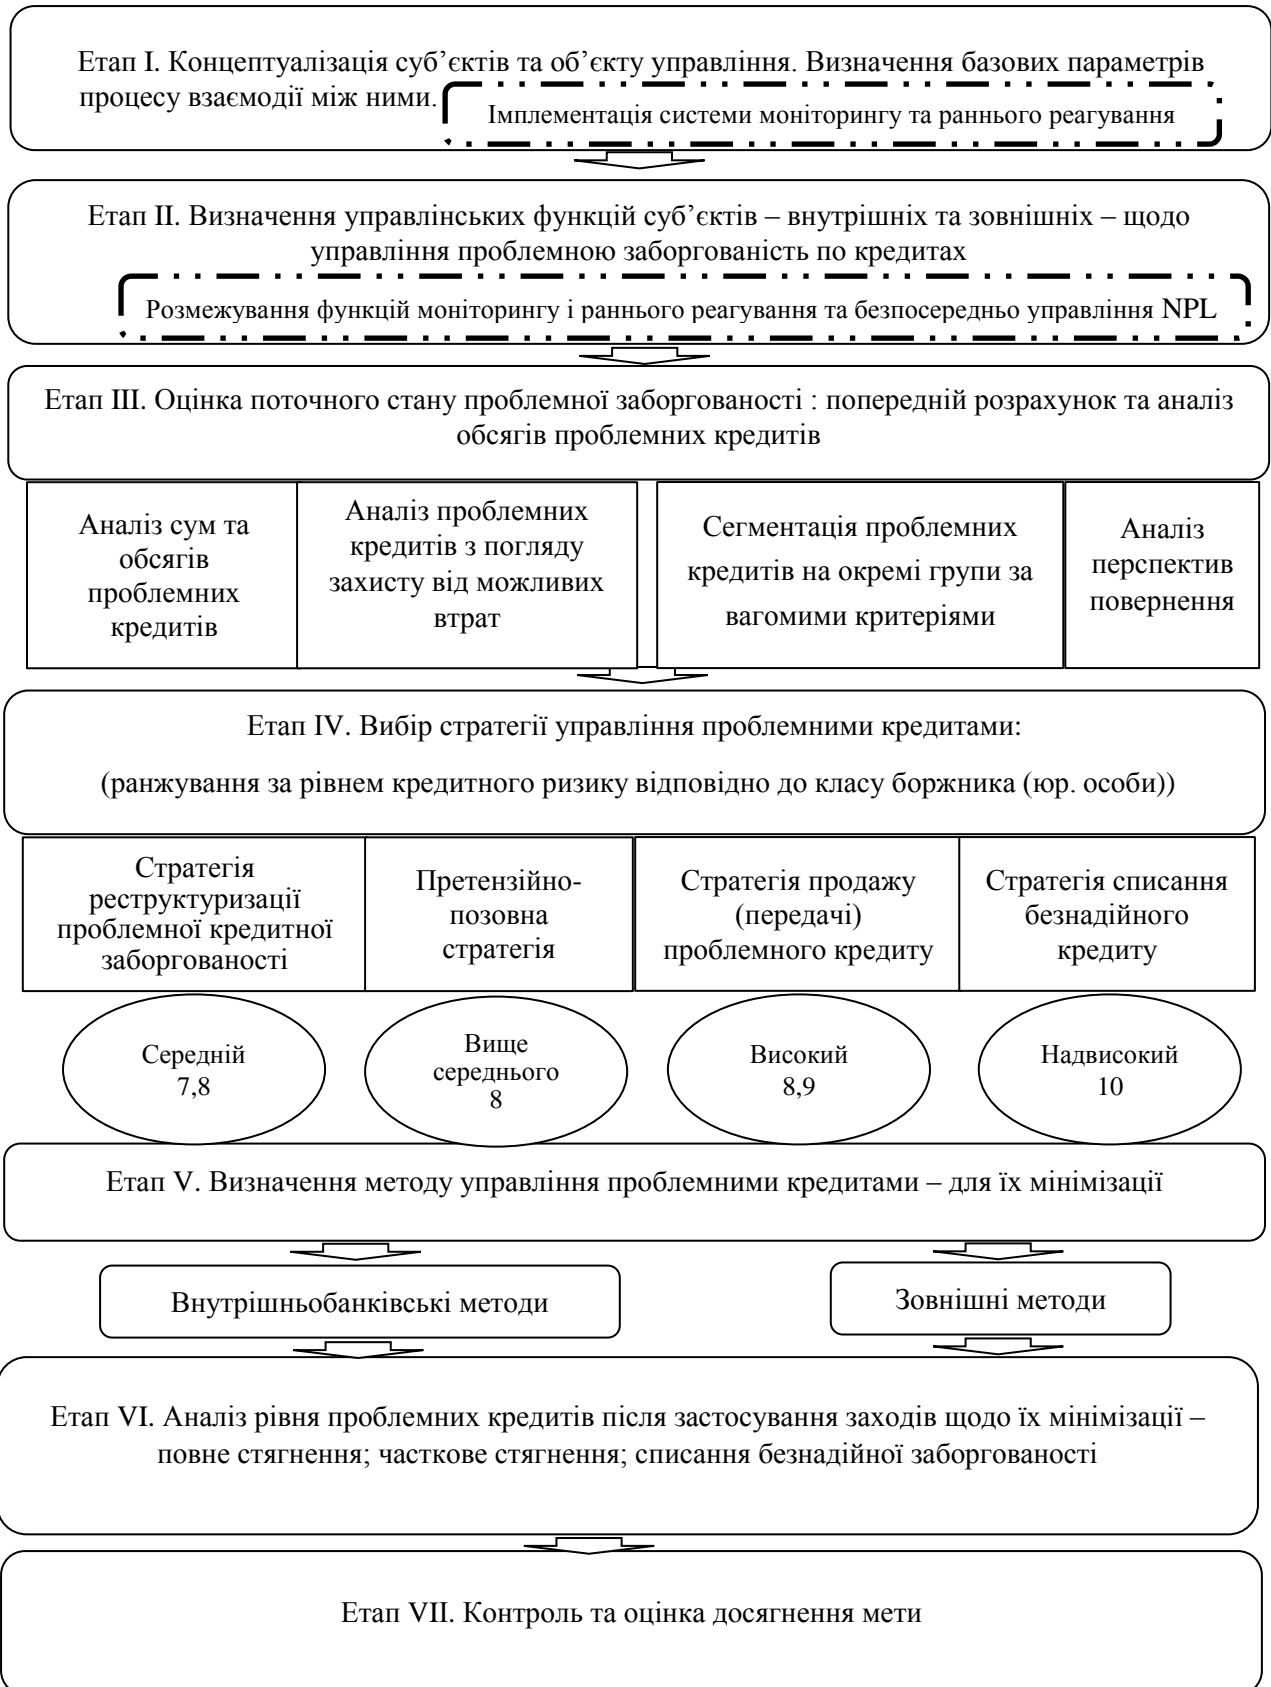 Етап І. Концептуалізація суб’єктів та об’єкту управління. Визначення базових параметрів
процесу взаємодії між ними.
Імплементація системи моніторингу та раннього реагування
Етап ІІ. Визначення управлінських функцій суб’єктів – внутрішніх та зовнішніх – щодо
управління проблемною заборгованість по кредитах
Розмежування функцій моніторингу і раннього реагування та безпосередньо управління NPL
Етап ІІІ. Оцінка поточного стану проблемної заборгованості : попередній розрахунок та аналіз
обсягів проблемних кредитів
Аналіз сум та
обсягів
проблемних
кредитів
Аналіз проблемних
кредитів з погляду
захисту від можливих
втрат
Сегментація проблемних
кредитів на окремі групи за
вагомими критеріями
Аналіз
перспектив
повернення
Етап IV. Вибір стратегії управління проблемними кредитами:
(ранжування за рівнем кредитного ризику відповідно до класу боржника (юр. особи))
Стратегія
реструктуризації
проблемної кредитної
заборгованості
Претензійно-
позовна
стратегія
Стратегія продажу
(передачі)
проблемного кредиту
Стратегія списання
безнадійного
кредиту
Середній
7,8
Вище
середнього
8
Високий
8,9
Надвисокий
10
Етап V. Визначення методу управління проблемними кредитами – для їх мінімізації
Внутрішньобанківські методи
Зовнішні методи
Етап VI. Аналіз рівня проблемних кредитів після застосування заходів щодо їх мінімізації –
повне стягнення; часткове стягнення; списання безнадійної заборгованості
Етап VII. Контроль та оцінка досягнення мети